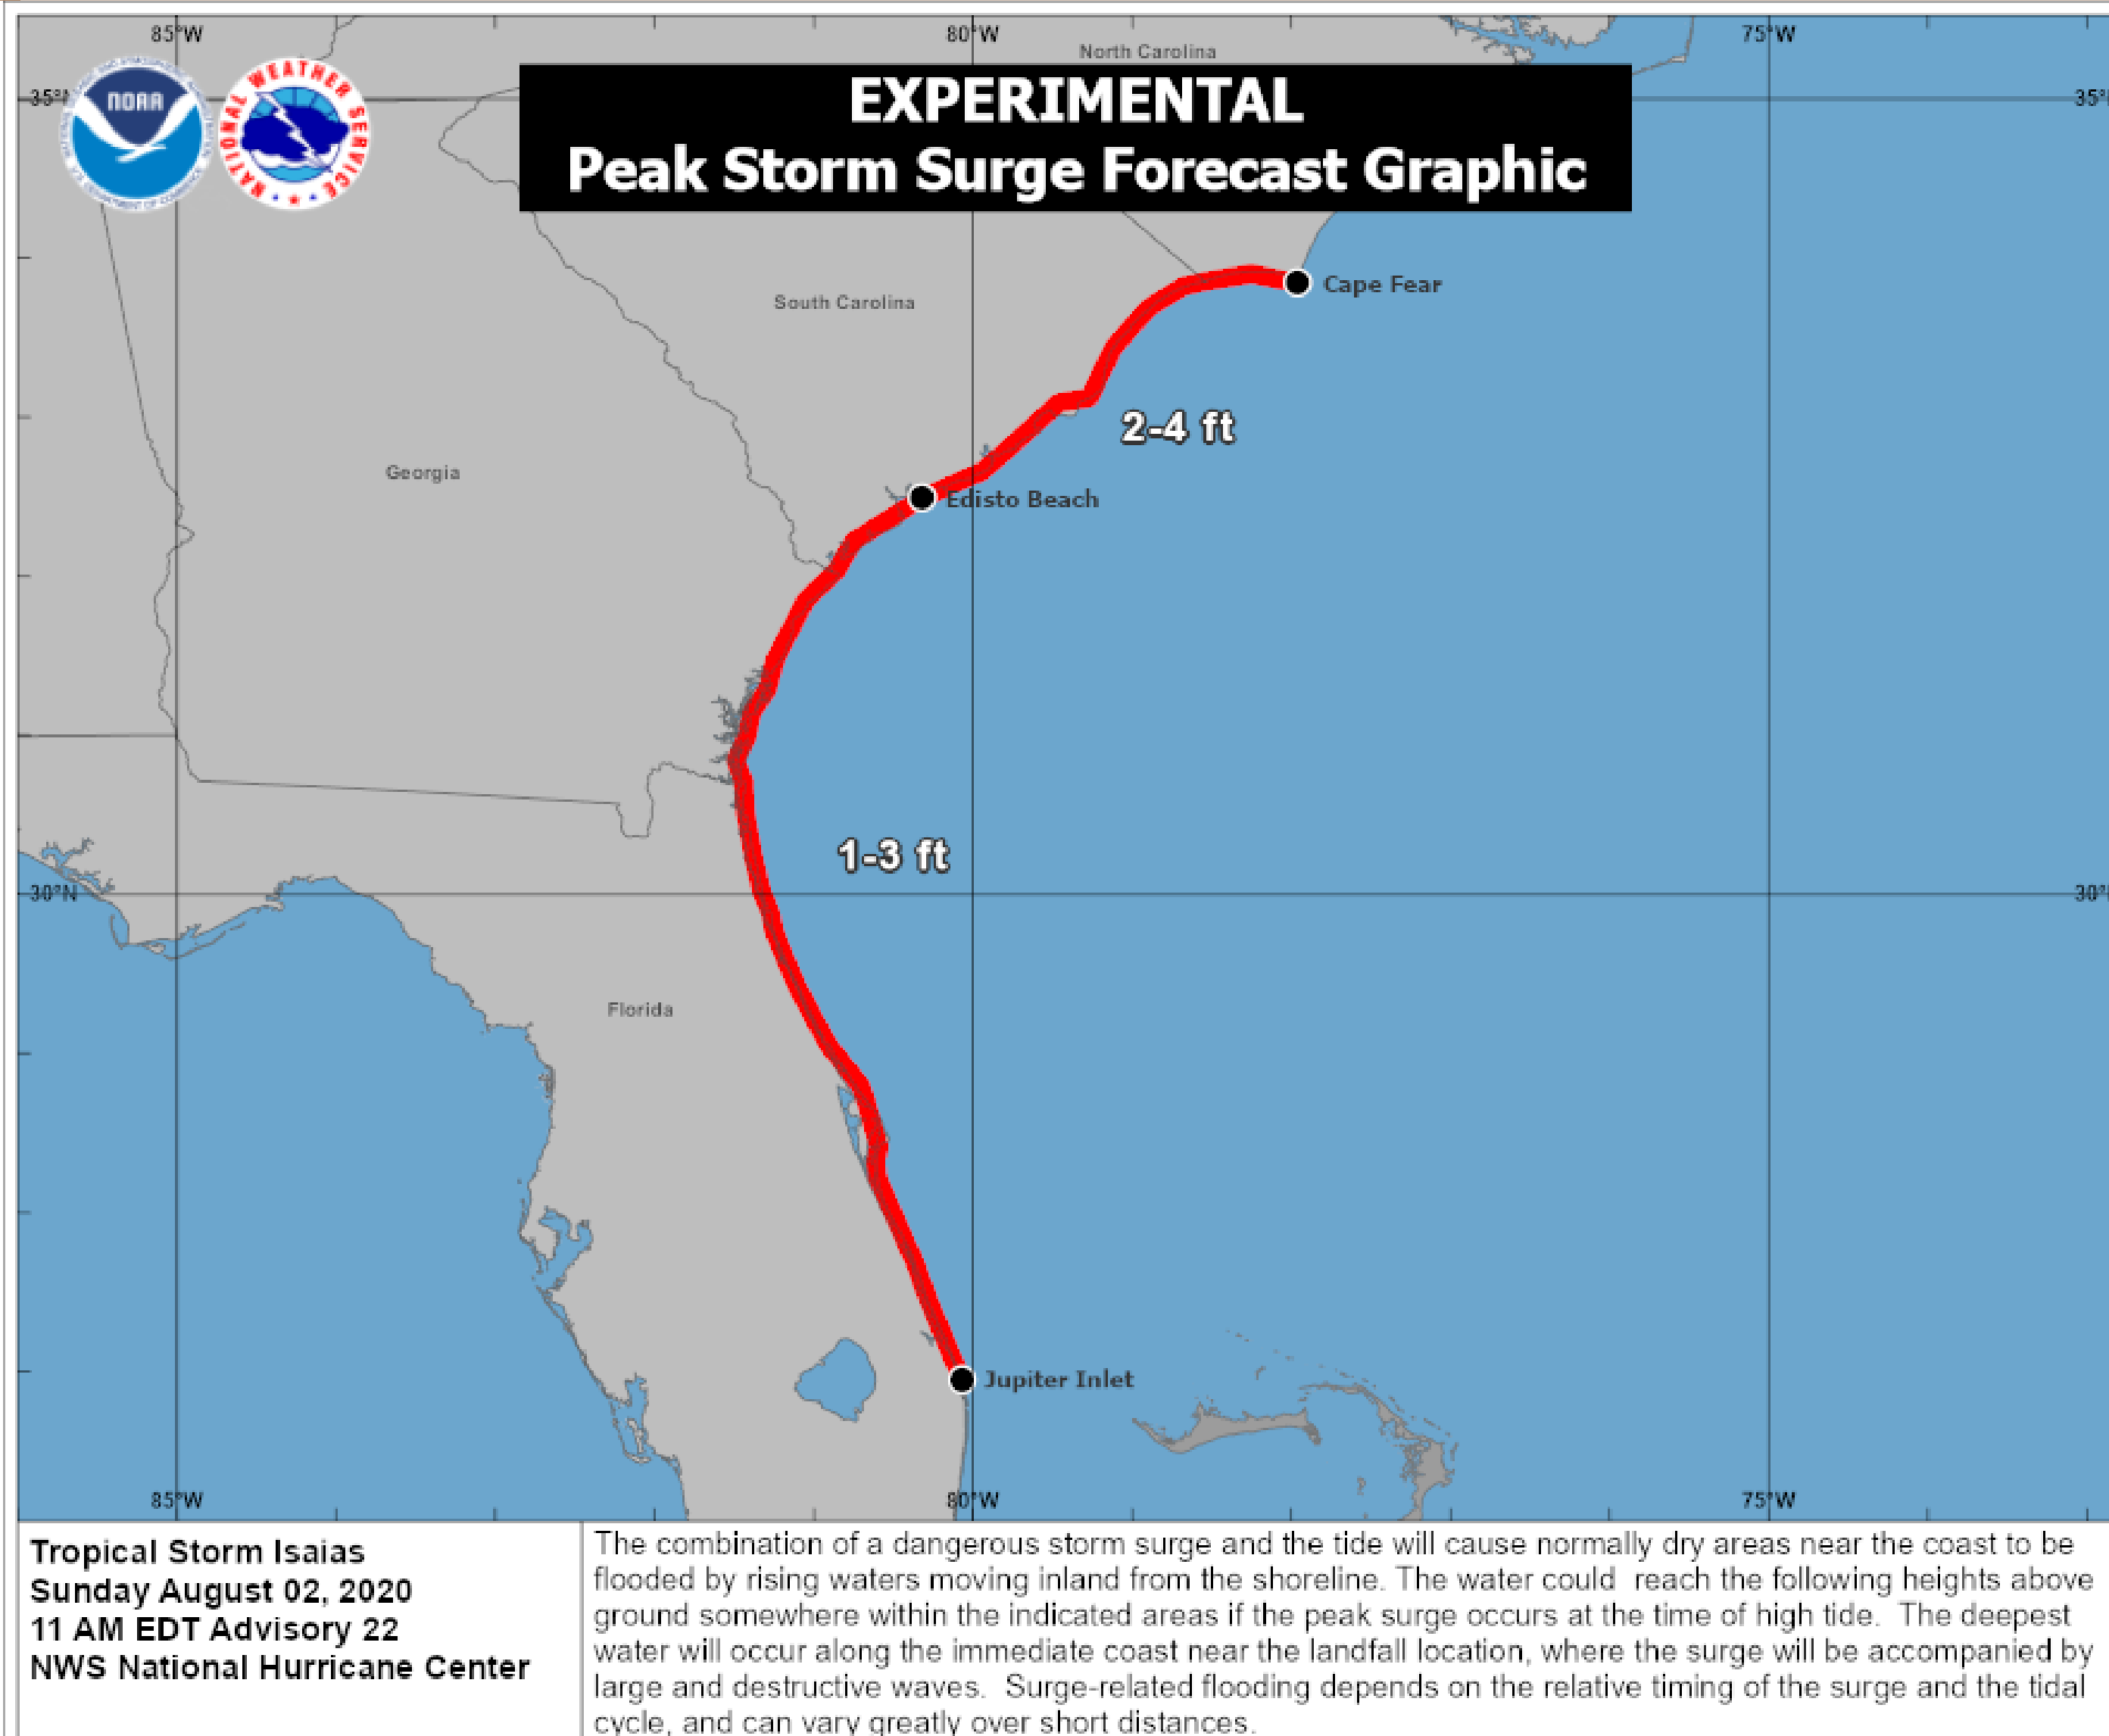 85°W
80°W
75°W
North Carolina
NOAA
NATIONAL WEATHER SERVICE
35°N
EXPERIMENTAL
35°
Peak Storm Surge Forecast Graphic
Cape Fear
South Carolina
2-4 ft
Georgia
Edisto Beach
1-3 ft
30°N
30°
Florida
Jupiter Inlet
85°W
80°W
75°W
Tropical Storm Isaias
Sunday August 02, 2020
11 AM EDT Advisory 22
NWS National Hurricane Center
The combination of a dangerous storm surge and the tide will cause normally dry areas near the coast to be
flooded by rising waters moving inland from the shoreline. The water could reach the following heights above
ground somewhere within the indicated areas if the peak surge occurs at the time of high tide. The deepest
water will occur along the immediate coast near the landfall location, where the surge will be accompanied by
large and destructive waves. Surge-related flooding depends on the relative timing of the surge and the tidal
cycle, and can vary greatly over short distances.